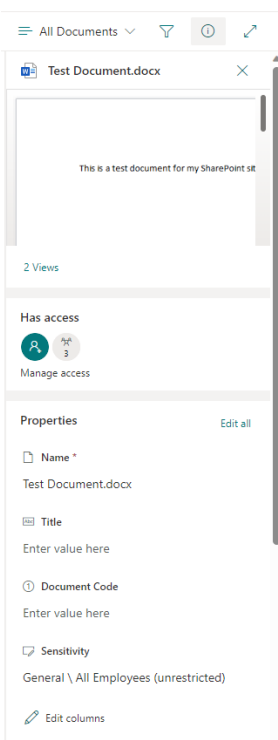 All Documents
Test Document.docx
This is a test document for my SharePoint sit
2 Views
Has access
3
Manage access
Properties
Edit all
Name *
Test Document.docx
Abc Title
Enter value here
1 Document Code
Enter value here
Sensitivity
General \ All Employees (unrestricted)
Edit columns